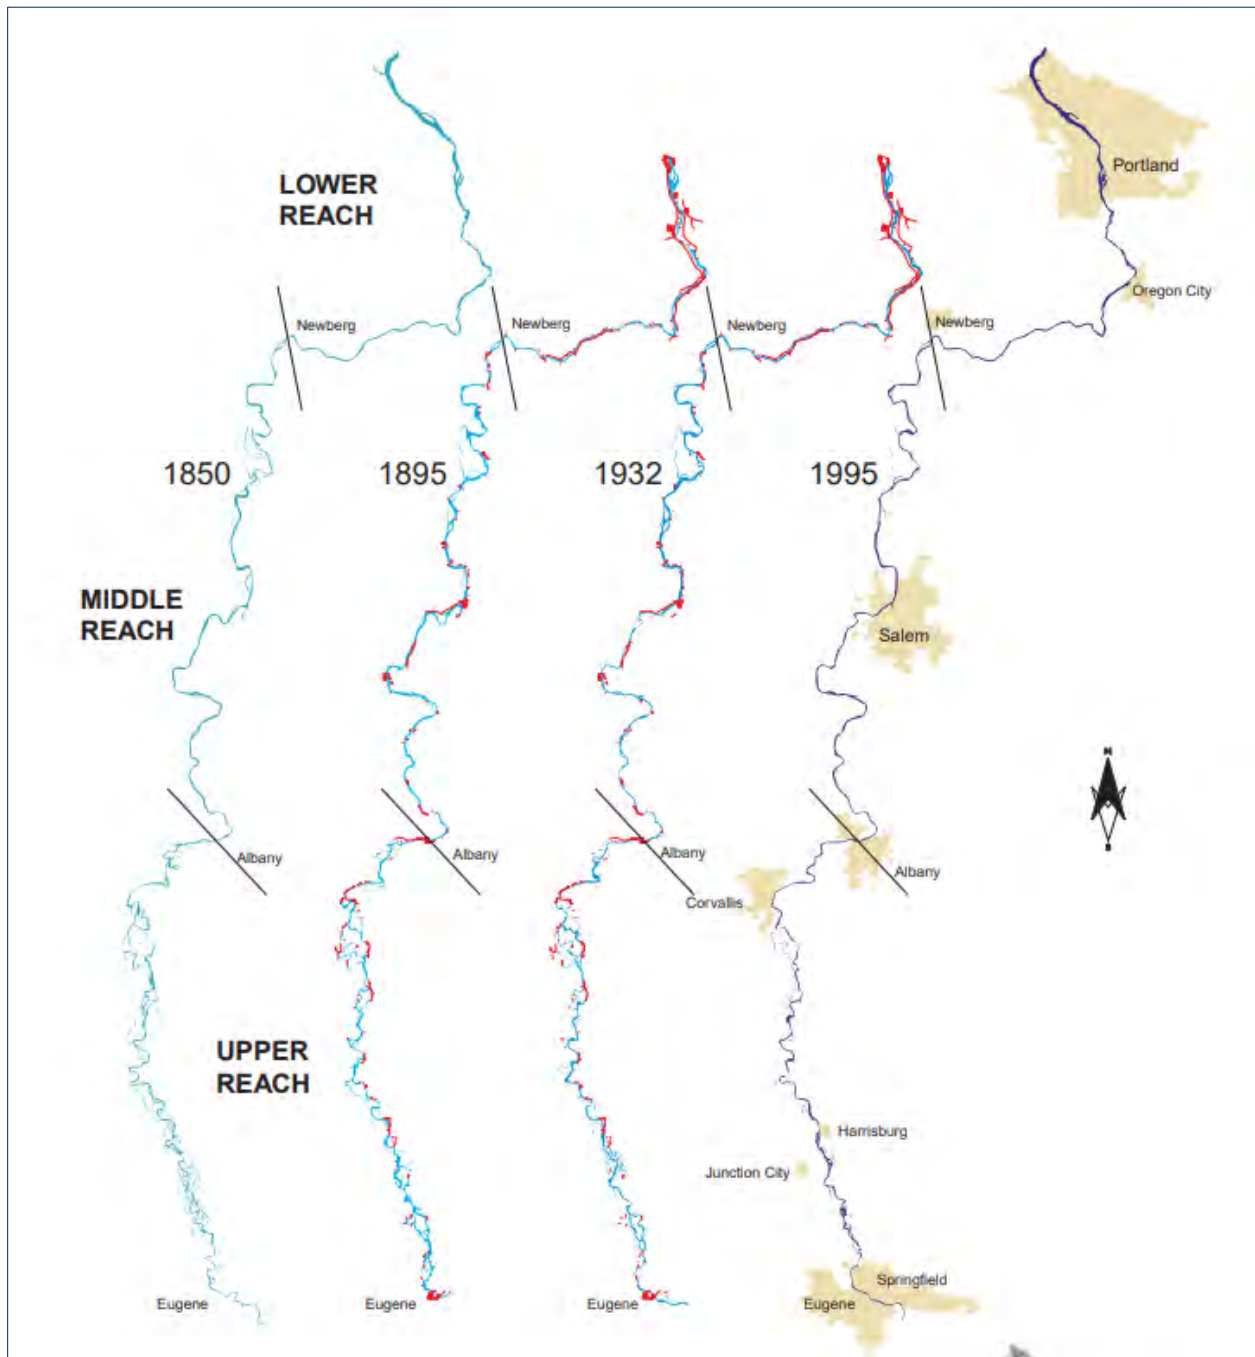 Portland
LOWER
REACH
Oregon City
Newberg
Newberg
Newberg
Newberg
1850
1895
1932
1995
MIDDLE
REACH
Salem
N
S
Albany
Albany
Albany
Albany
Corvallis
UPPER
REACH
Harrisburg
Junction City
Springfield
Eugene
Eugene
Eugene
Eugene